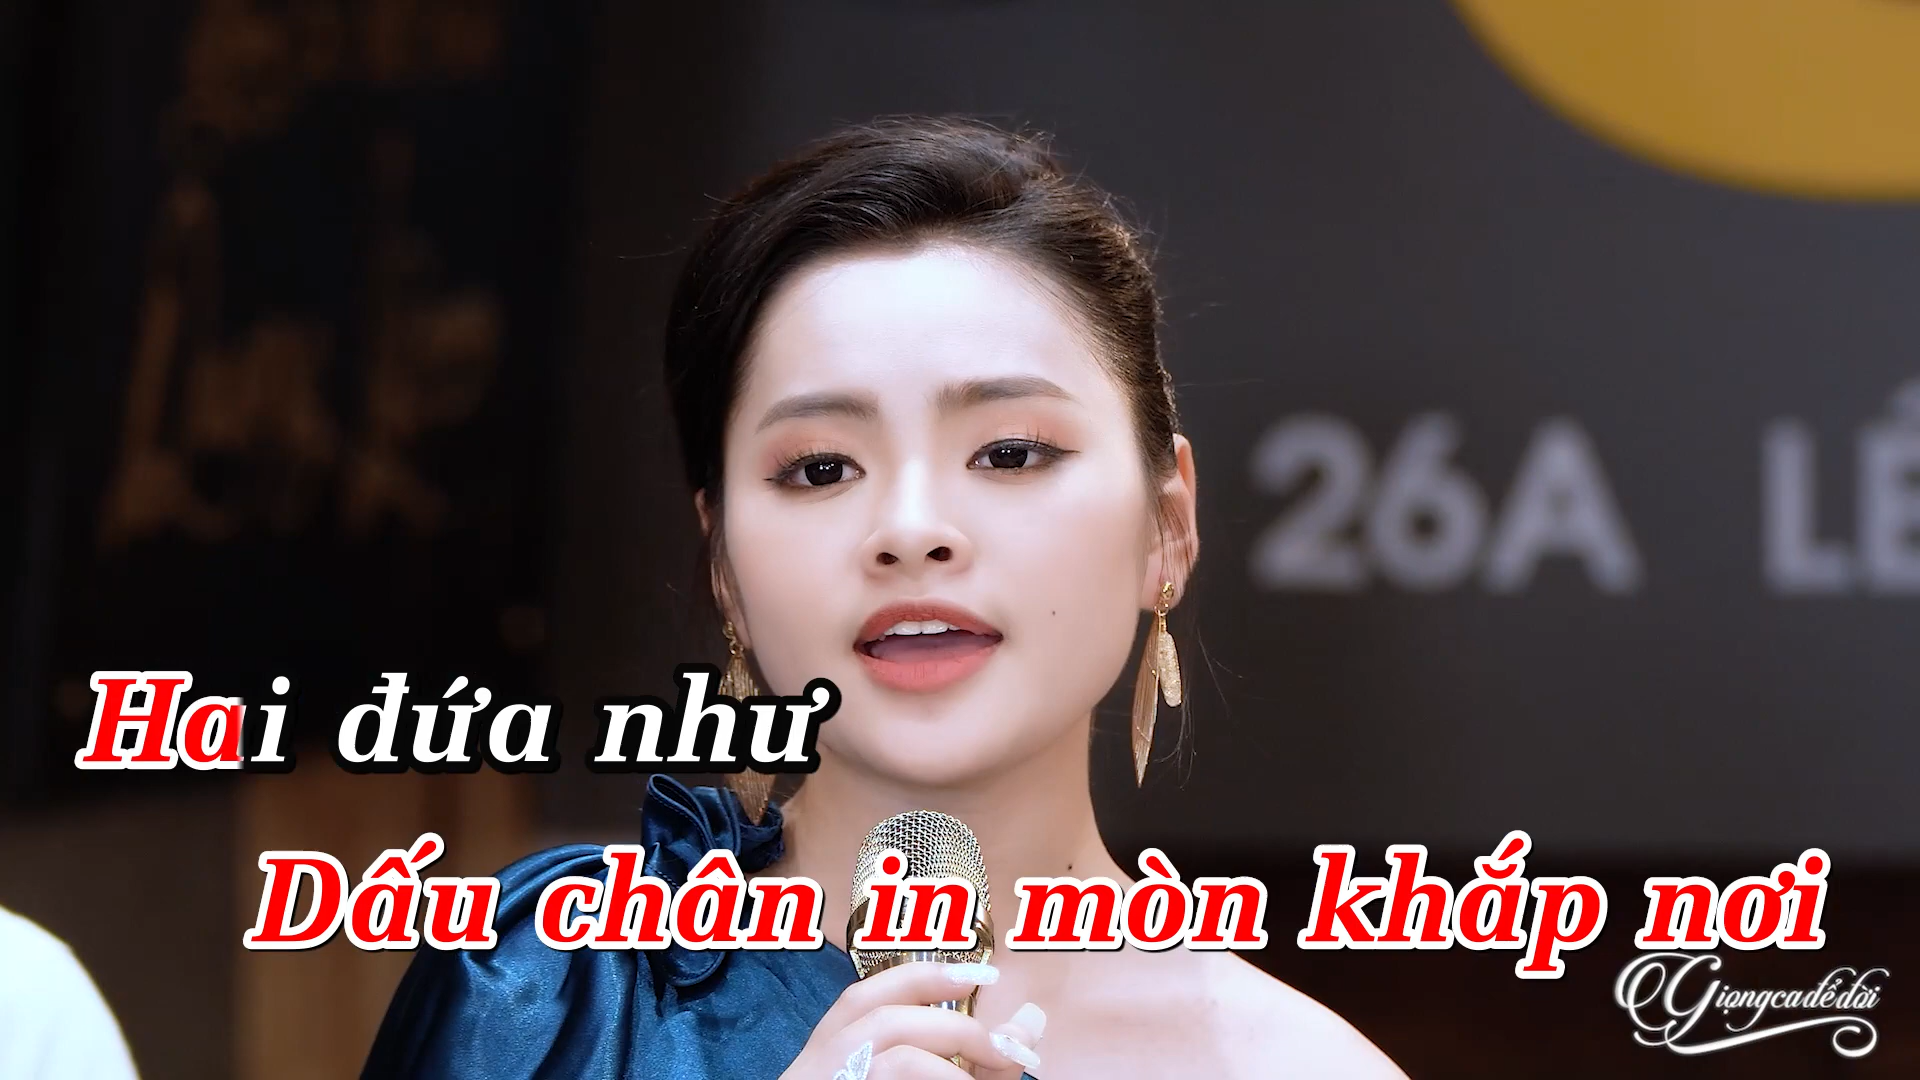 26A LÊ
Hai đứa như
Dấu chân in mòn khắp nơi
Giọngcađểđời